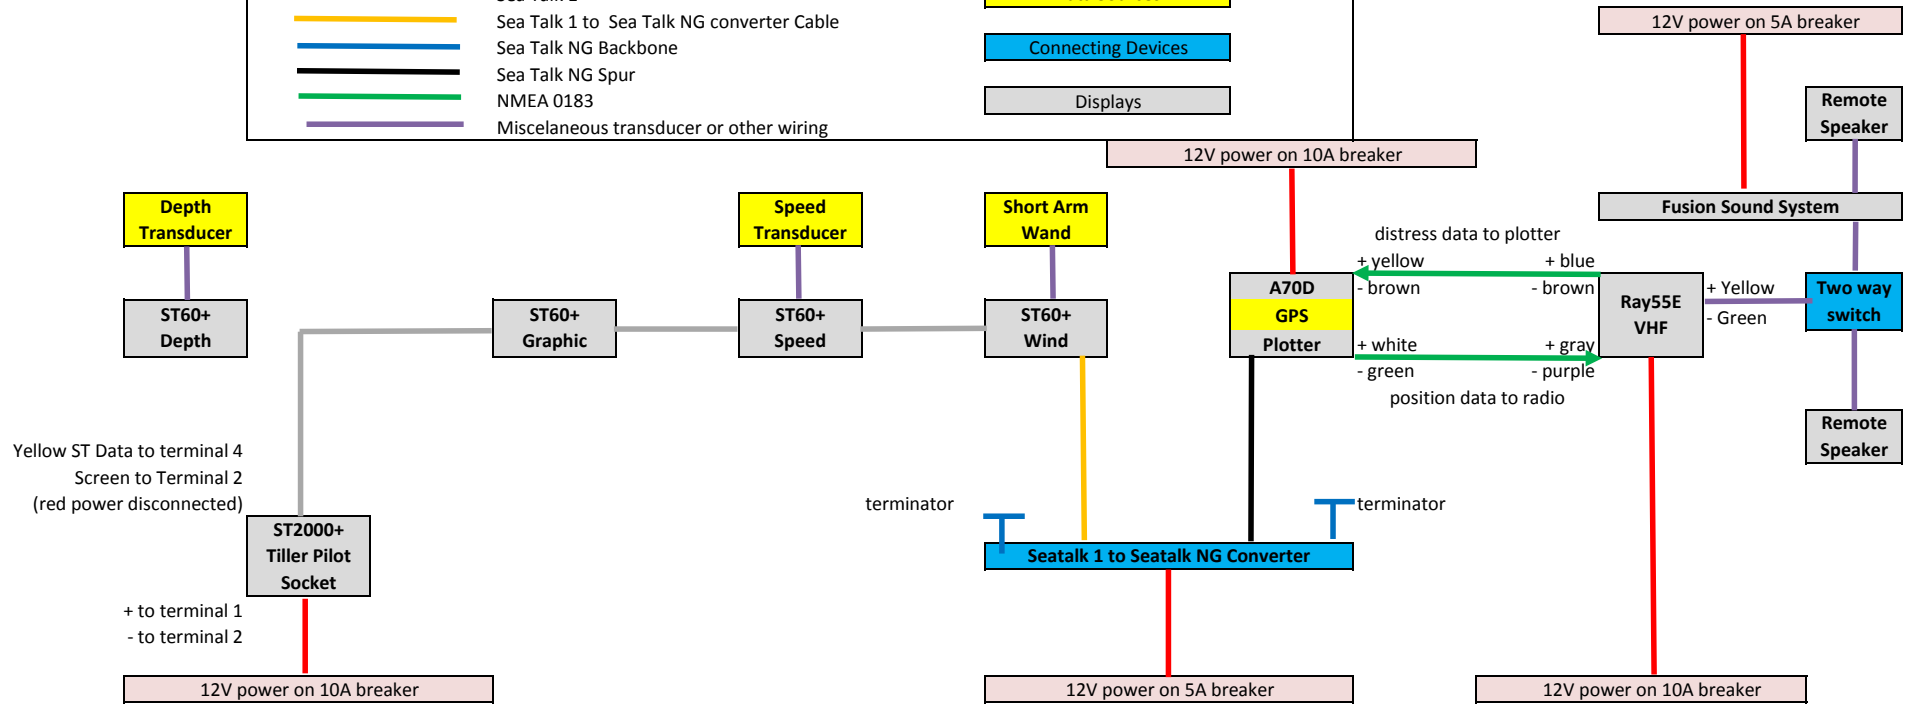 Sea Talk 1 to  Sea Talk NG converter Cable
Sea Talk NG Backbone
Sea Talk NG Spur
NMEA 0183
Miscelaneous transducer or other wiring
Connecting Devices
Displays
12V power on 5A breaker
12V power on 10A breaker
Remote
Speaker
Fusion Sound System
Depth
Transducer
Speed
Transducer
Short Arm
Wand
distress data to plotter
+ yellow
- brown
+ blue
- brown
ST60+
Depth
ST60+
Graphic
ST60+
Speed
ST60+
Wind
A70D
GPS
Plotter
Ray55E
VHF
+ Yellow
- Green
Two way
switch
+ white
- green
+ gray
- purple
position data to radio
Remote
Speaker
Yellow ST Data to terminal 4
Screen to Terminal 2
(red power disconnected)
terminator
terminator
ST2000+
Tiller Pilot
Socket
Seatalk 1 to Seatalk NG Converter
+ to terminal 1
- to terminal 2
12V power on 10A breaker
12V power on 5A breaker
12V power on 10A breaker